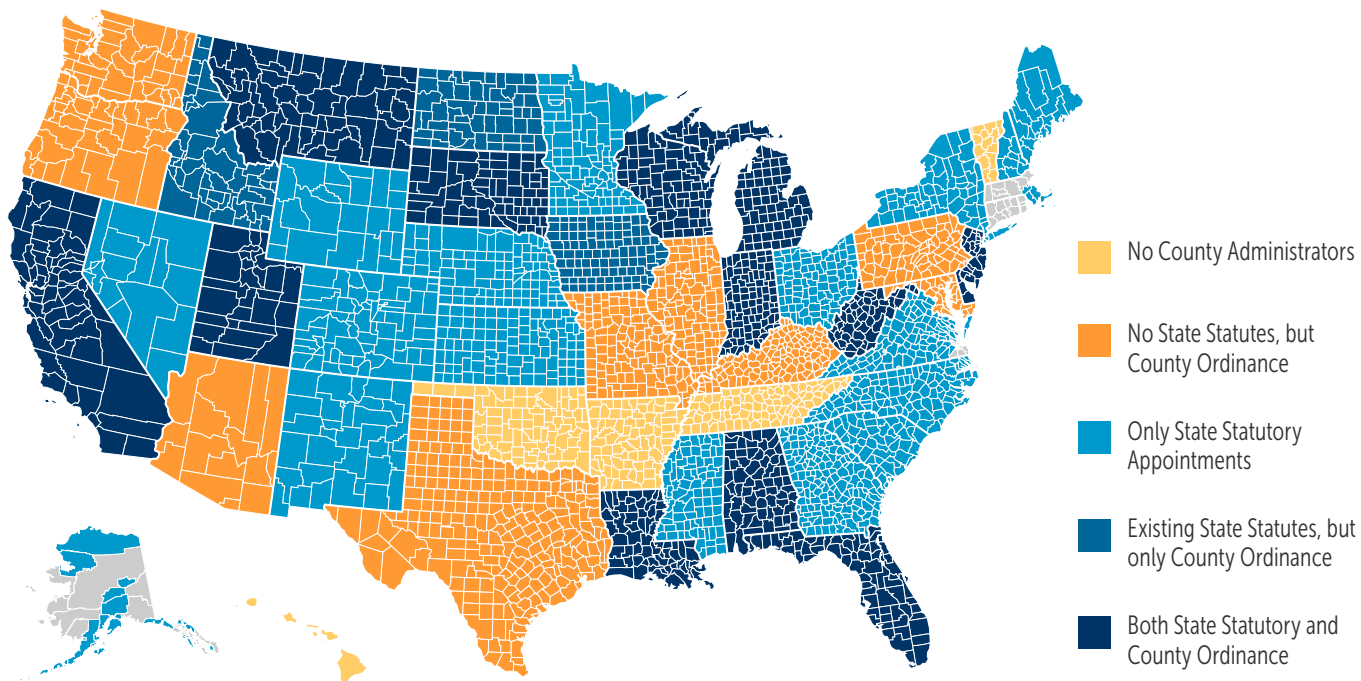 No County Administrators
No State Statutes, but
County Ordinance
Only State Statutory
Appointments
Existing State Statutes, but
only County Ordinance
Both State Statutory and
County Ordinance